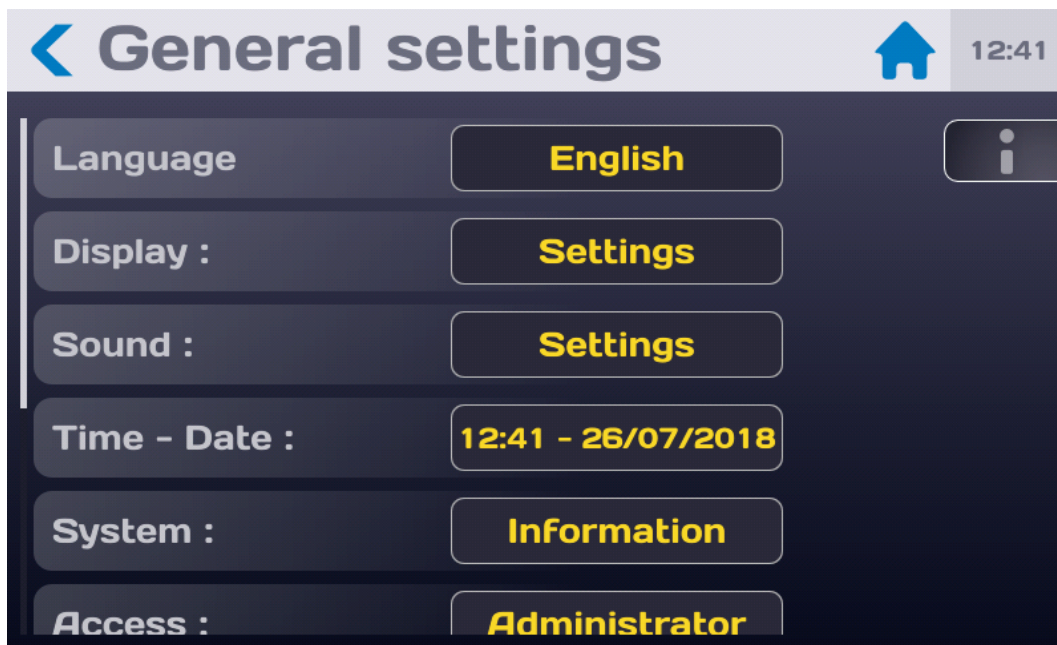 General settings
12:41
Language English
i
Display : Settings
Sound : Settings
Time - Date : 12:41 - 26/07/2018
System : Information
Access : Administrator